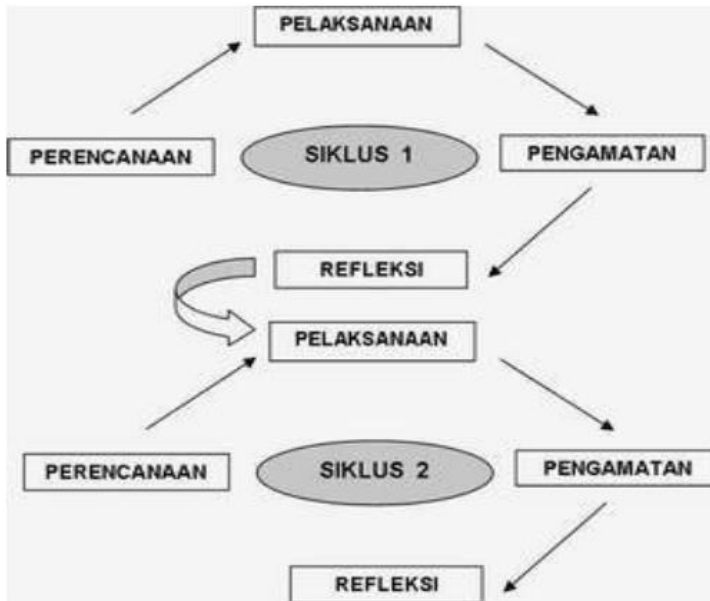 PELAKSANAAN
PERENCANAAN
SIKLUS 1
PENGAMATAN
REFLEKSI
PELAKSANAAN
PERENCANAAN
SIKLUS 2
PENGAMATAN
REFLEKSI